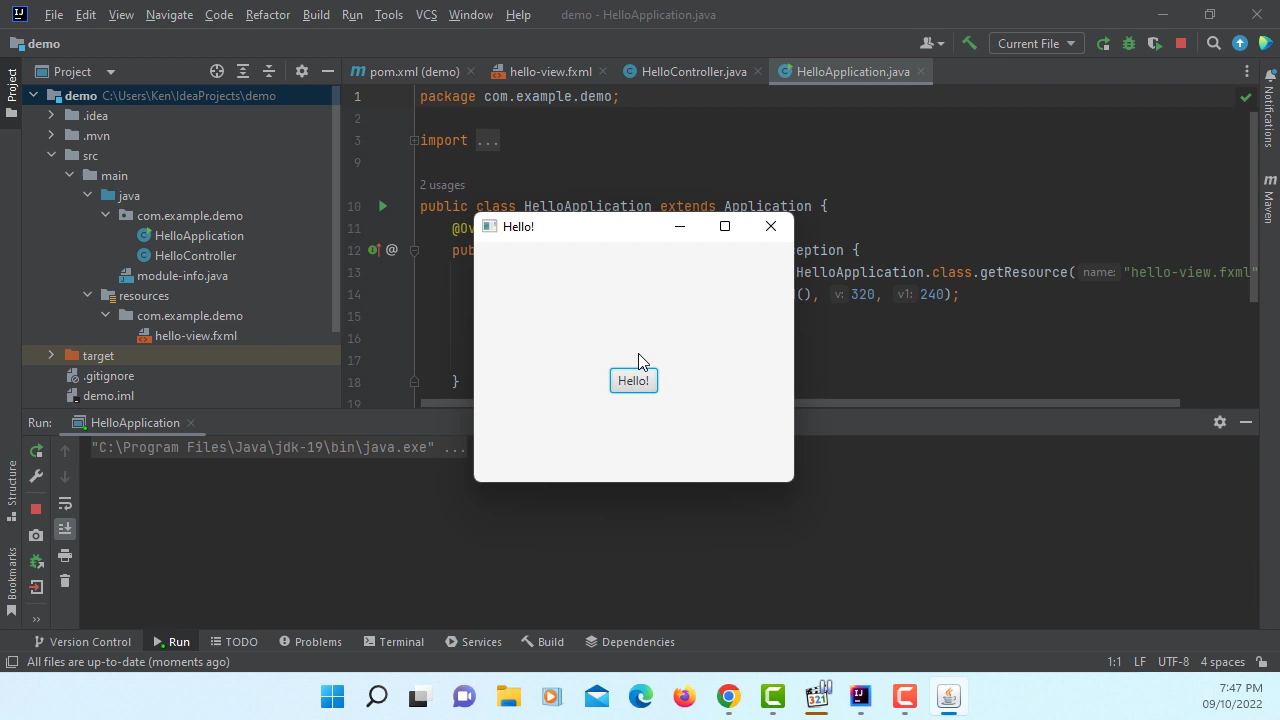 File Edit View Navigate Code Refactor Build Run Tools VCS Window Help demo - HelloApplication.java
demo
Current File
Project
Project
pom.xml (demo)
hello-view.fxml
HelloController.java
HelloApplication.java
demo C:\Users\Ken\IdeaProjects\demo
.idea
.mvn
src
main
java
com.example.demo
HelloApplication
HelloController
module-info.java
resources
com.example.demo
hello-view.fxml
target
.gitignore
demo.iml
1 package com.example.demo;
2
3 import ...
9
2 usages
10 public class HelloApplication extends Application {
11 @Ov
12 pub ception {
13 HelloApplication.class.getResource( name: "hello-view.fxml"
14 (), v: 320, v1: 240);
15
16
17
18 }
19
Hello!
Hello!
Notifications
Maven
Run: HelloApplication
"C:\Program Files\Java\jdk-19\bin\java.exe" ...
Structure
Bookmarks
Version Control Run TODO Problems Terminal Services Build Dependencies
All files are up-to-date (moments ago) 1:1 LF UTF-8 4 spaces
321
7:47 PM
09/10/2022